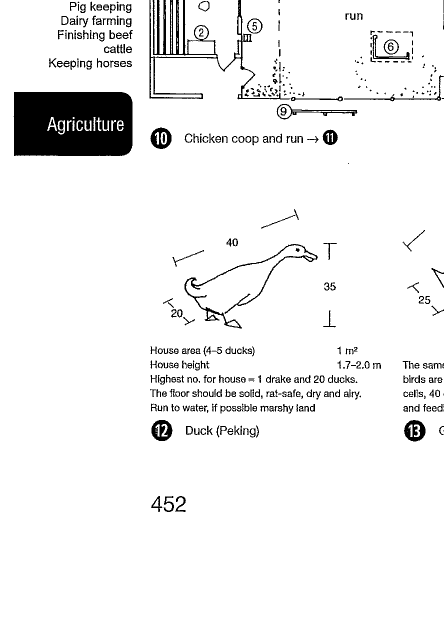 Pig keeping
Dairy farming
Finishing beef
cattle
Keeping horses
Agriculture
run
2
5
6
9
10 Chicken coop and run → 11
40
35
20
25
House area (4–5 ducks) 1 m²
House height 1.7–2.0 m
Highest no. for house = 1 drake and 20 ducks.
The floor should be solid, rat-safe, dry and airy.
Run to water, if possible marshy land
12 Duck (Peking)
The same
birds are
cells, 40
and feed
13 G
452